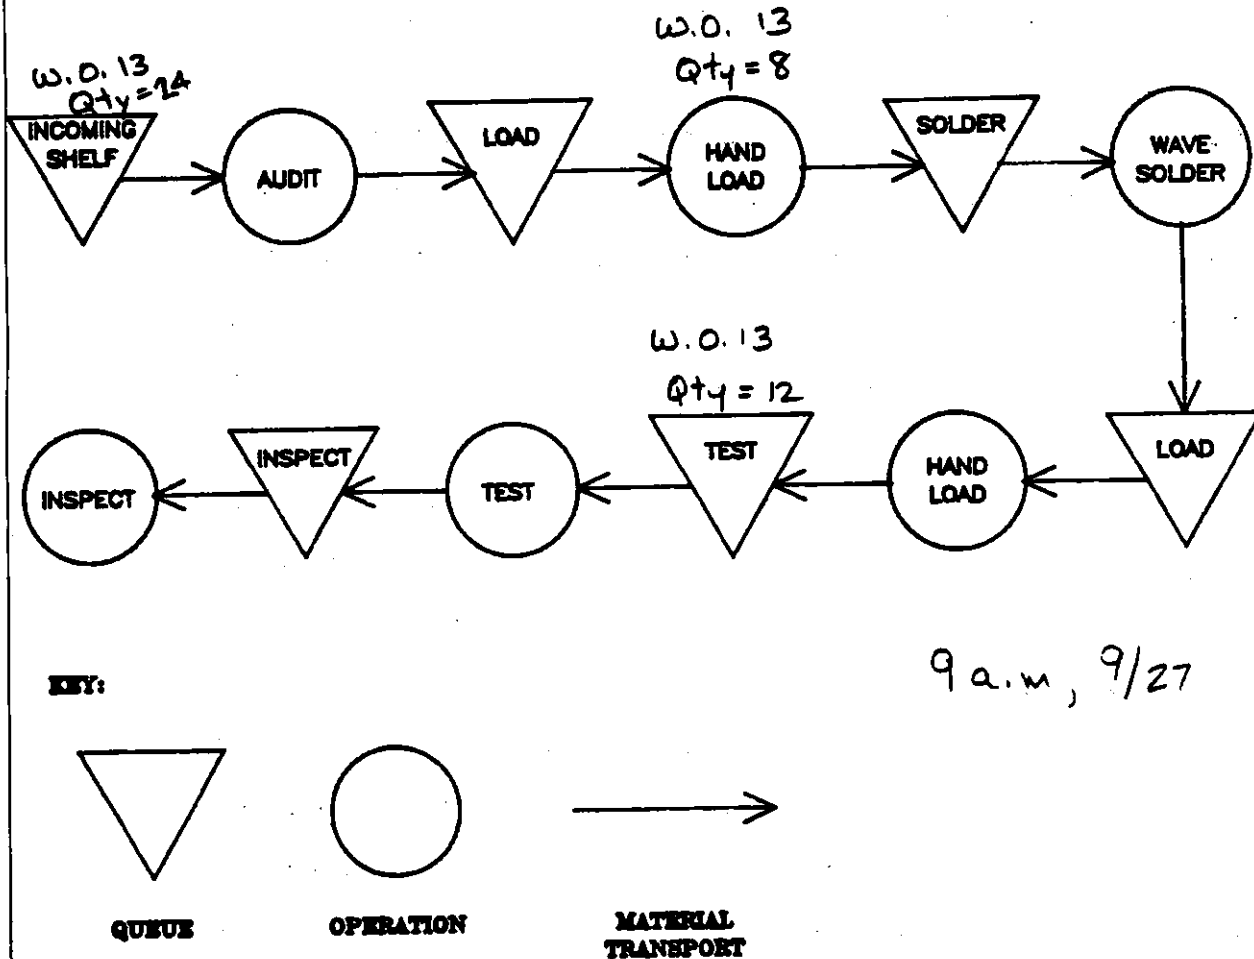 W.O. 13
Qty = 24
W.O. 13
Qty = 8
INCOMING
SHELF
AUDIT
LOAD
HAND
LOAD
SOLDER
WAVE
SOLDER
W.O. 13
Qty = 12
INSPECT
INSPECT
TEST
TEST
HAND
LOAD
LOAD
9 a.m, 9/27
KEY:
QUEUE
OPERATION
MATERIAL
TRANSPORT